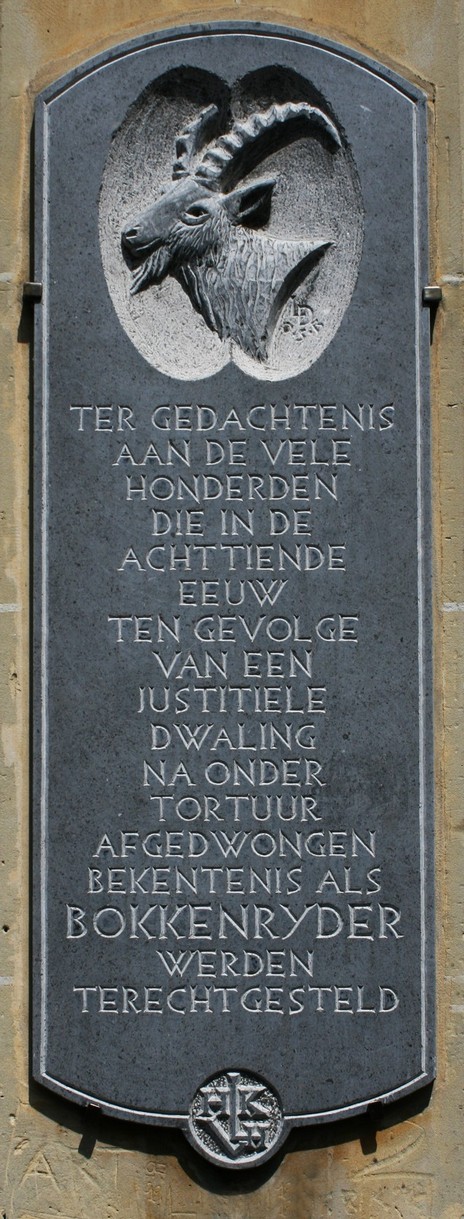 TER GEDACHTENIS
AAN DE VELE
HONDERDEN
DIE IN DE
ACHTTIENDE
EEUW
TEN GEVOLGE
VAN EEN
JUSTITIELE
DWALING
NA ONDER
TORTUUR
AFGEDWONGEN
BEKENTENIS ALS
BOKKENRYDER
WERDEN
TERECHTGESTELD